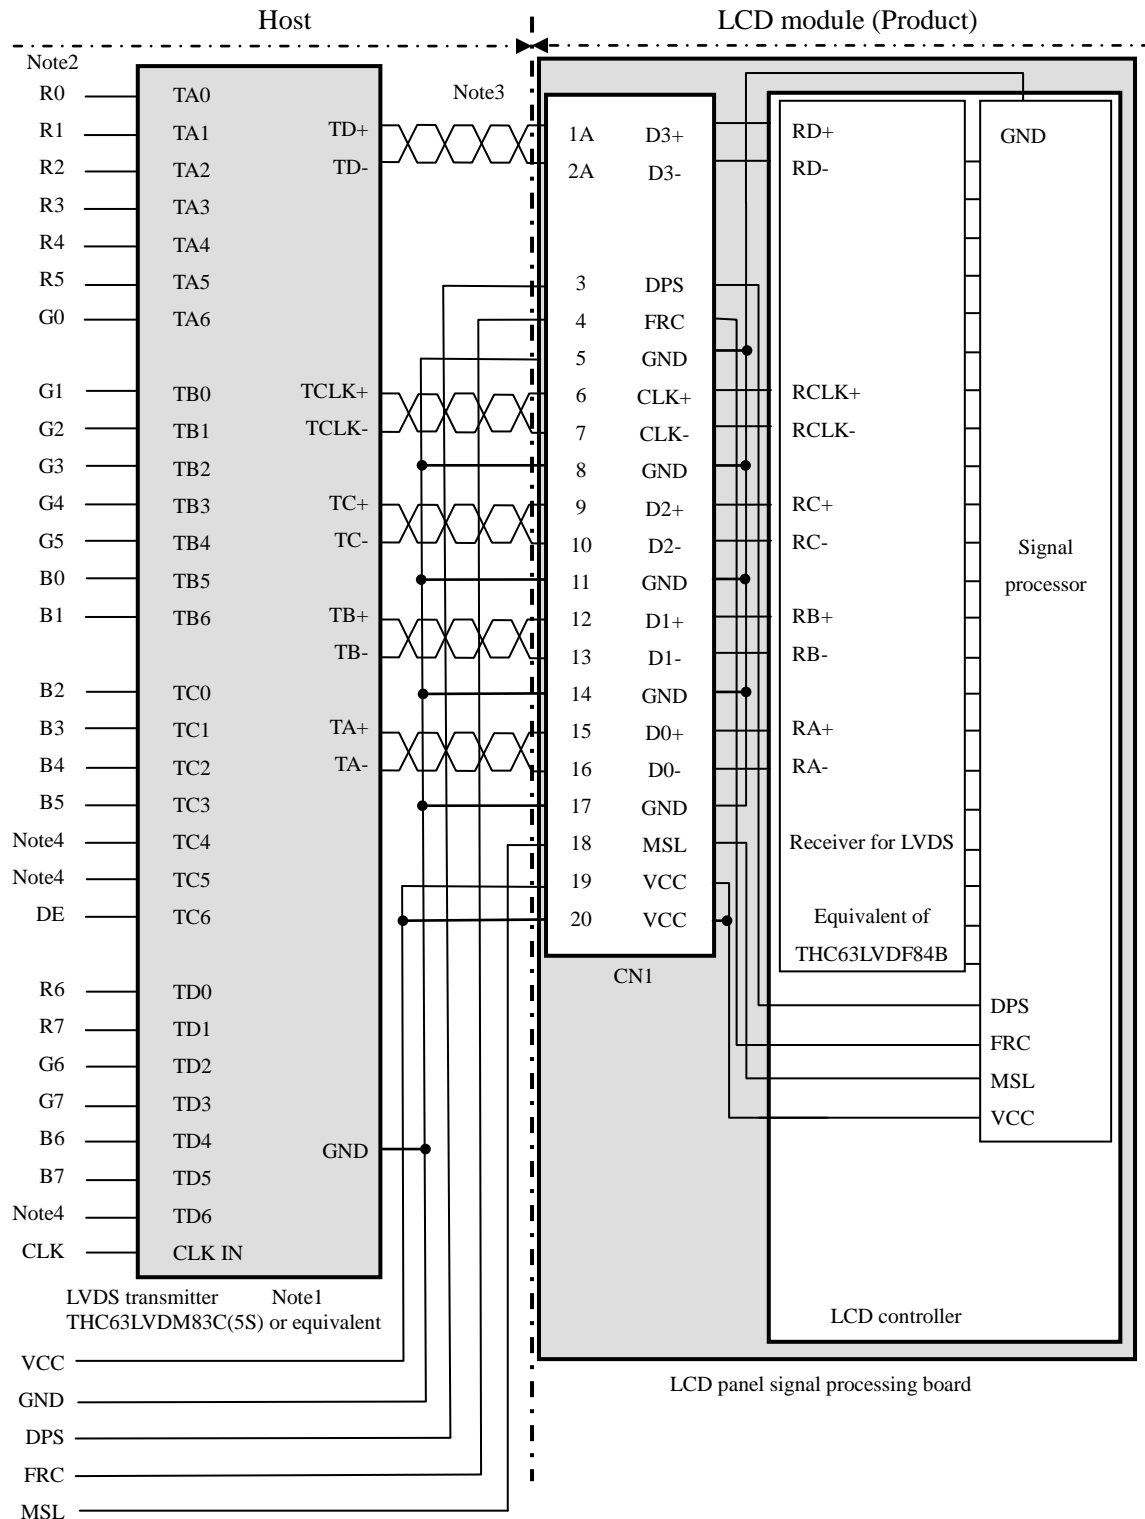 Host
LCD module (Product)
Note2
Note3
R0 TA0
R1 TA1 TD+ 1A D3+ RD+ GND
R2 TA2 TD- 2A D3- RD-
R3 TA3
R4 TA4
R5 TA5 3 DPS
G0 TA6 4 FRC
5 GND
G1 TB0 TCLK+ 6 CLK+ RCLK+
G2 TB1 TCLK- 7 CLK- RCLK-
G3 TB2 8 GND
G4 TB3 TC+ 9 D2+ RC+
G5 TB4 TC- 10 D2- RC- Signal
B0 TB5 11 GND processor
B1 TB6 TB+ 12 D1+ RB+
TB- 13 D1- RB-
B2 TC0 14 GND
B3 TC1 TA+ 15 D0+ RA+
B4 TC2 TA- 16 D0- RA-
B5 TC3 17 GND
Note4 TC4 18 MSL Receiver for LVDS
Note4 TC5 19 VCC
DE TC6 20 VCC Equivalent of
THC63LVDF84B
CN1
R6 TD0 DPS
R7 TD1 FRC
G6 TD2 MSL
G7 TD3 VCC
B6 TD4 GND
B7 TD5
Note4 TD6
CLK CLK IN
LVDS transmitter Note1
THC63LVDM83C(5S) or equivalent
LCD controller
VCC
LCD panel signal processing board
GND
DPS
FRC
MSL